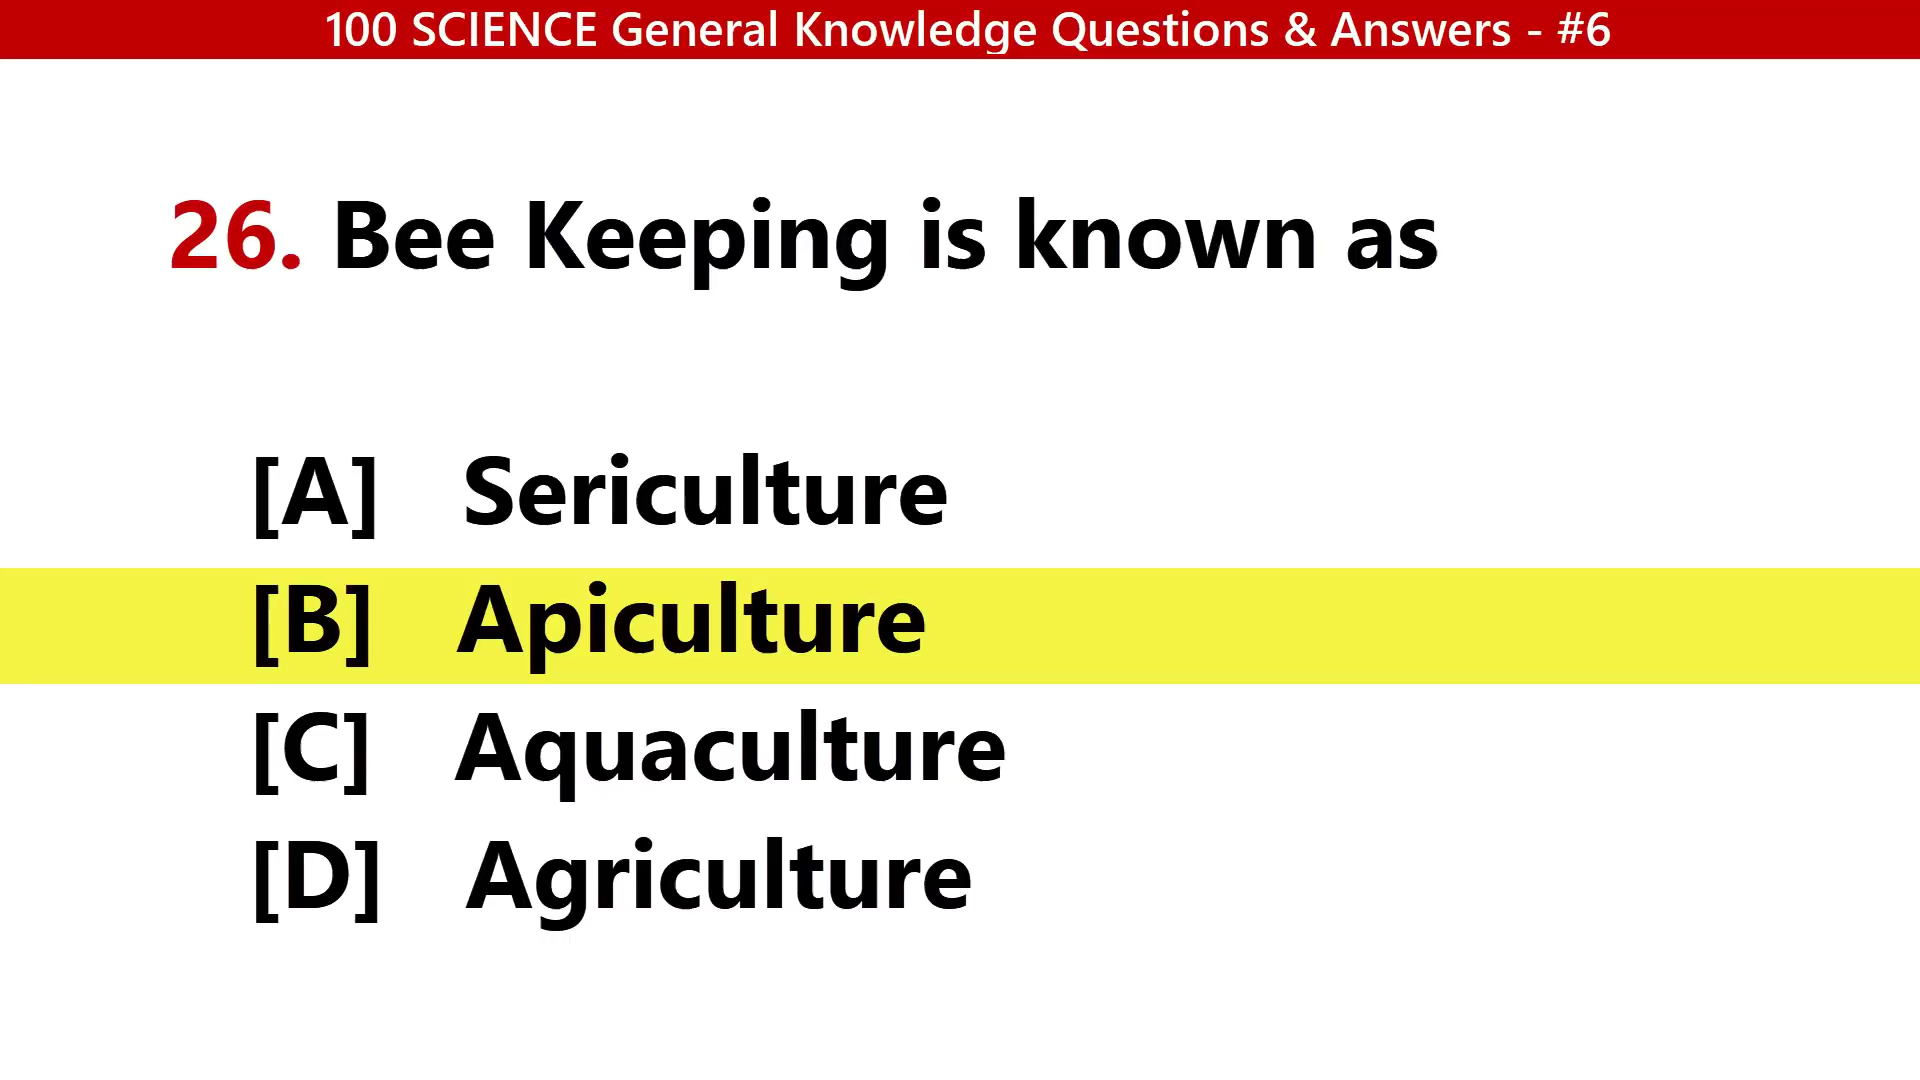 100 SCIENCE General Knowledge Questions & Answers - #6
26. Bee Keeping is known as
[A] Sericulture
[B] Apiculture
[C] Aquaculture
[D] Agriculture